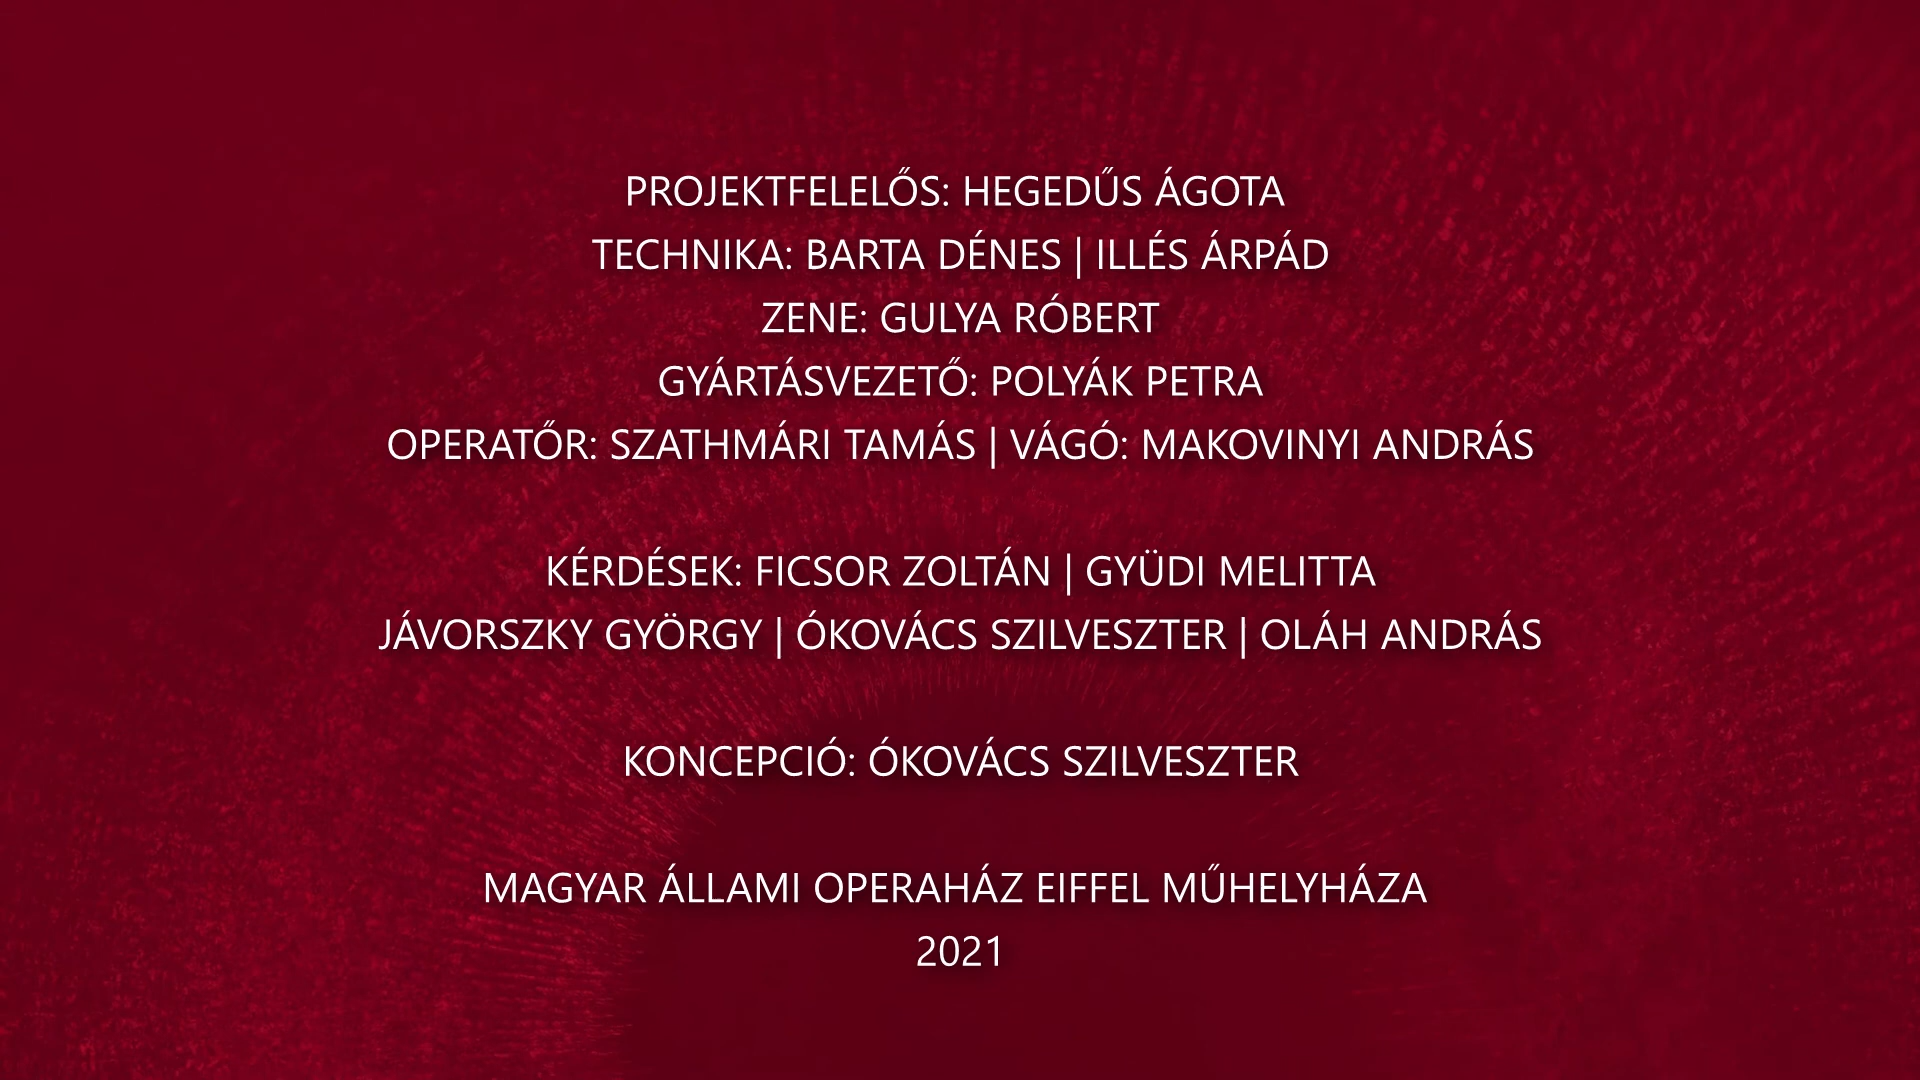 PROJEKTFELELŐS: HEGEDŰS ÁGOTA
TECHNIKA: BARTA DÉNES | ILLÉS ÁRPÁD
ZENE: GULYA RÓBERT
GYÁRTÁSVEZETŐ: POLYÁK PETRA
OPERATŐR: SZATHMÁRI TAMÁS | VÁGÓ: MAKOVINYI ANDRÁS
KÉRDÉSEK: FICSOR ZOLTÁN | GYÜDI MELITTA
JÁVORSZKY GYÖRGY | ÓKOVÁCS SZILVESZTER | OLÁH ANDRÁS
KONCEPCIÓ: ÓKOVÁCS SZILVESZTER
MAGYAR ÁLLAMI OPERAHÁZ EIFFEL MŰHELYHÁZA
2021